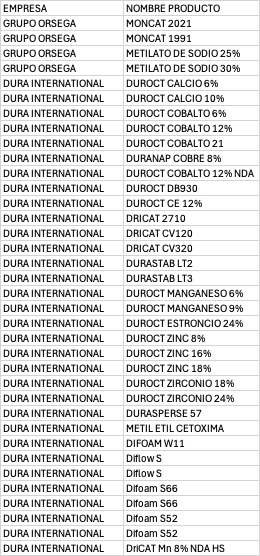 EMPRESA NOMBRE PRODUCTO
GRUPO ORSEGA MONCAT 2021
GRUPO ORSEGA MONCAT 1991
GRUPO ORSEGA METILATO DE SODIO 25%
GRUPO ORSEGA METILATO DE SODIO 30%
DURA INTERNATIONAL DUROCT CALCIO 6%
DURA INTERNATIONAL DUROCT CALCIO 10%
DURA INTERNATIONAL DUROCT COBALTO 6%
DURA INTERNATIONAL DUROCT COBALTO 12%
DURA INTERNATIONAL DUROCT COBALTO 21
DURA INTERNATIONAL DURANAP COBRE 8%
DURA INTERNATIONAL DUROCT COBALTO 12% NDA
DURA INTERNATIONAL DUROCT DB930
DURA INTERNATIONAL DUROCT CE 12%
DURA INTERNATIONAL DRICAT 2710
DURA INTERNATIONAL DRICAT CV120
DURA INTERNATIONAL DRICAT CV320
DURA INTERNATIONAL DURASTAB LT2
DURA INTERNATIONAL DURASTAB LT3
DURA INTERNATIONAL DUROCT MANGANESO 6%
DURA INTERNATIONAL DUROCT MANGANESO 9%
DURA INTERNATIONAL DUROCT ESTRONCIO 24%
DURA INTERNATIONAL DUROCT ZINC 8%
DURA INTERNATIONAL DUROCT ZINC 16%
DURA INTERNATIONAL DUROCT ZINC 18%
DURA INTERNATIONAL DUROCT ZIRCONIO 18%
DURA INTERNATIONAL DUROCT ZIRCONIO 24%
DURA INTERNATIONAL DURASPERSE 57
DURA INTERNATIONAL METIL ETIL CETOXIMA
DURA INTERNATIONAL DIFOAM W11
DURA INTERNATIONAL Diflow S
DURA INTERNATIONAL Diflow S
DURA INTERNATIONAL Difoam S66
DURA INTERNATIONAL Difoam S66
DURA INTERNATIONAL Difoam S52
DURA INTERNATIONAL Difoam S52
DURA INTERNATIONAL DriCAT Mn 8% NDA HS